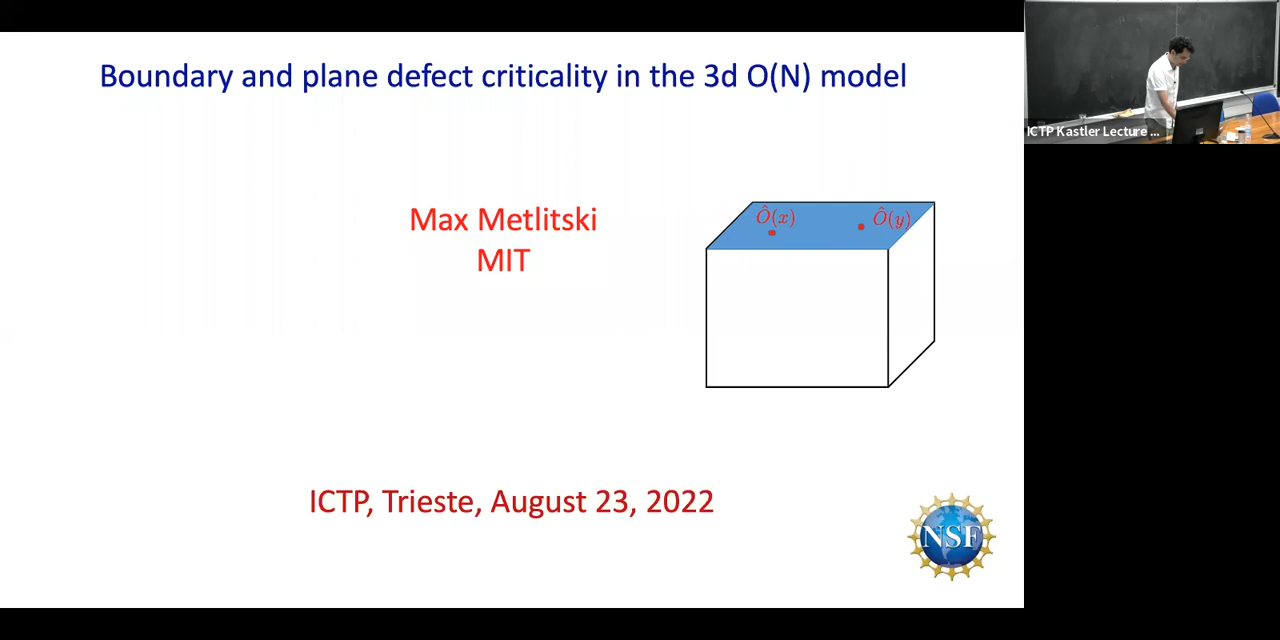 Boundary and plane defect criticality in the 3d O(N) model
Max Metlitski
MIT
Ô(x)
Ô(y)
ICTP, Trieste, August 23, 2022
NSF
ICTP Kastler Lecture ...